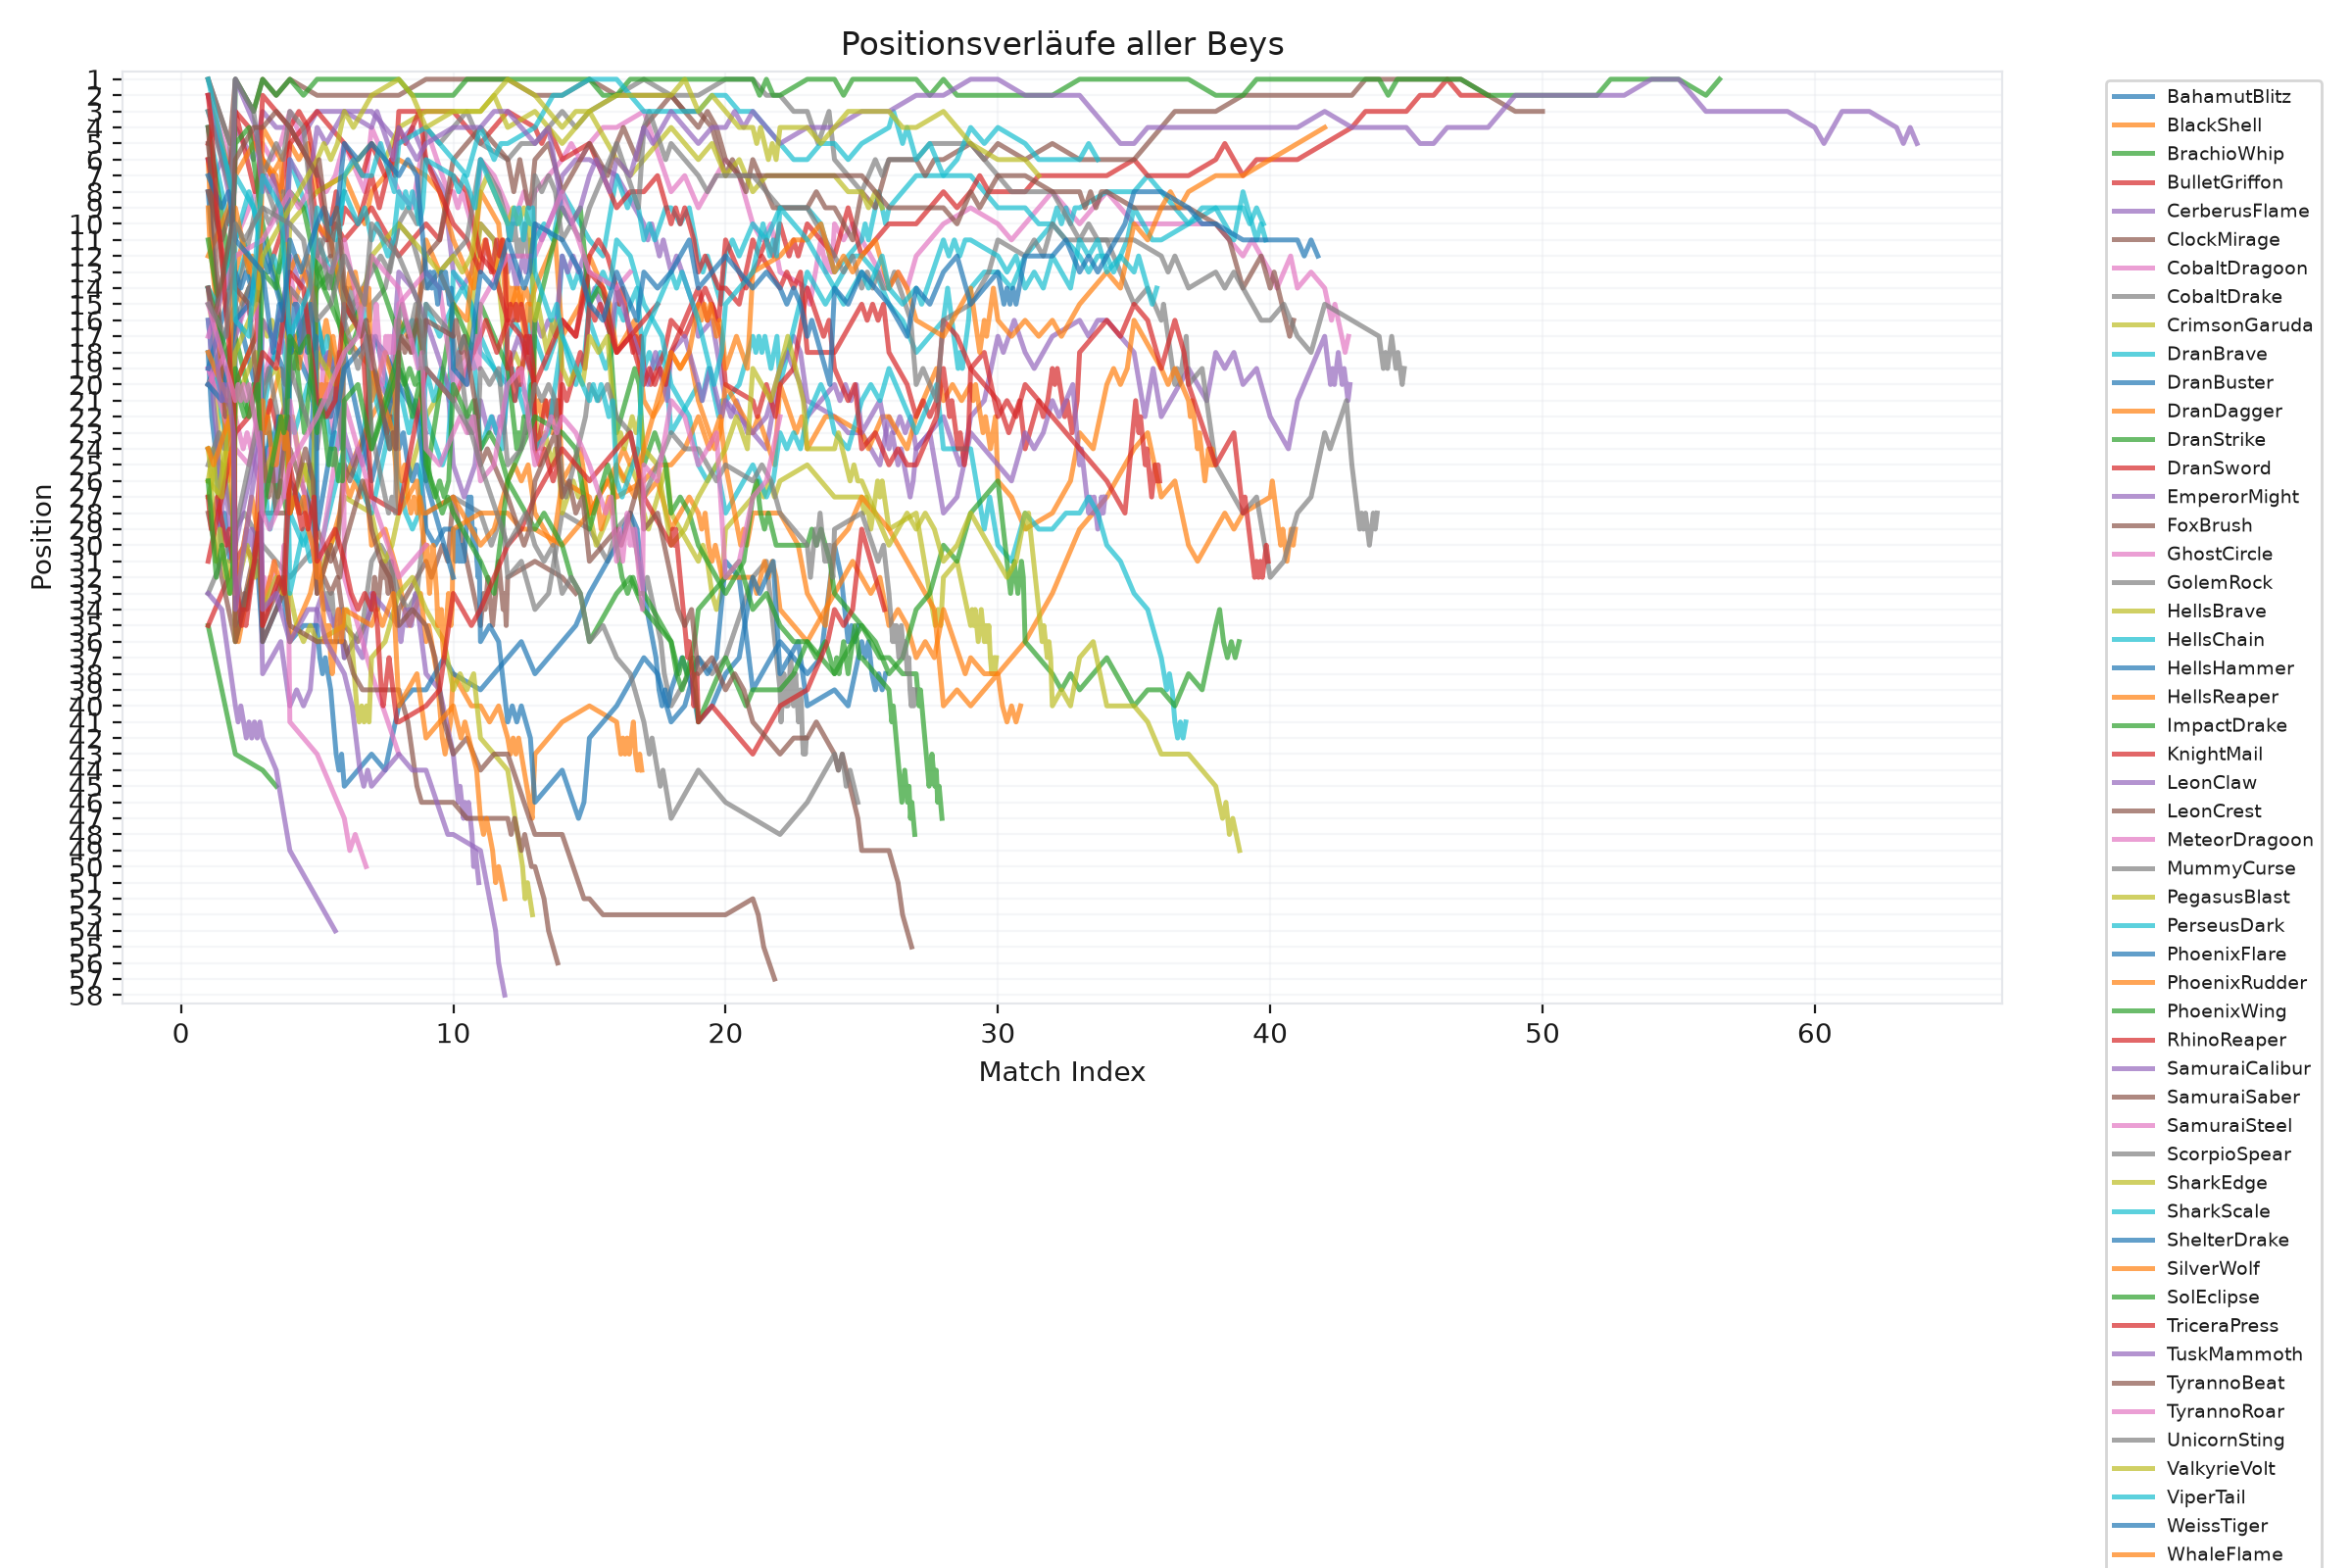 Positionsverläufe aller Beys
Position
1
2
3
4
5
6
7
8
9
10
11
12
13
14
15
16
17
18
19
20
21
22
23
24
25
26
27
28
29
30
31
32
33
34
35
36
37
38
39
40
41
42
43
44
45
46
47
48
49
50
51
52
53
54
55
56
57
58
0 10 20 30 40 50 60
Match Index
BahamutBlitz
BlackShell
BrachioWhip
BulletGriffon
CerberusFlame
ClockMirage
CobaltDragoon
CobaltDrake
CrimsonGaruda
DranBrave
DranBuster
DranDagger
DranStrike
DranSword
EmperorMight
FoxBrush
GhostCircle
GolemRock
HellsBrave
HellsChain
HellsHammer
HellsReaper
ImpactDrake
KnightMail
LeonClaw
LeonCrest
MeteorDragoon
MummyCurse
PegasusBlast
PerseusDark
PhoenixFlare
PhoenixRudder
PhoenixWing
RhinoReaper
SamuraiCalibur
SamuraiSaber
SamuraiSteel
ScorpioSpear
SharkEdge
SharkScale
ShelterDrake
SilverWolf
SolEclipse
TriceraPress
TuskMammoth
TyrannoBeat
TyrannoRoar
UnicornSting
ValkyrieVolt
ViperTail
WeissTiger
WhaleFlame